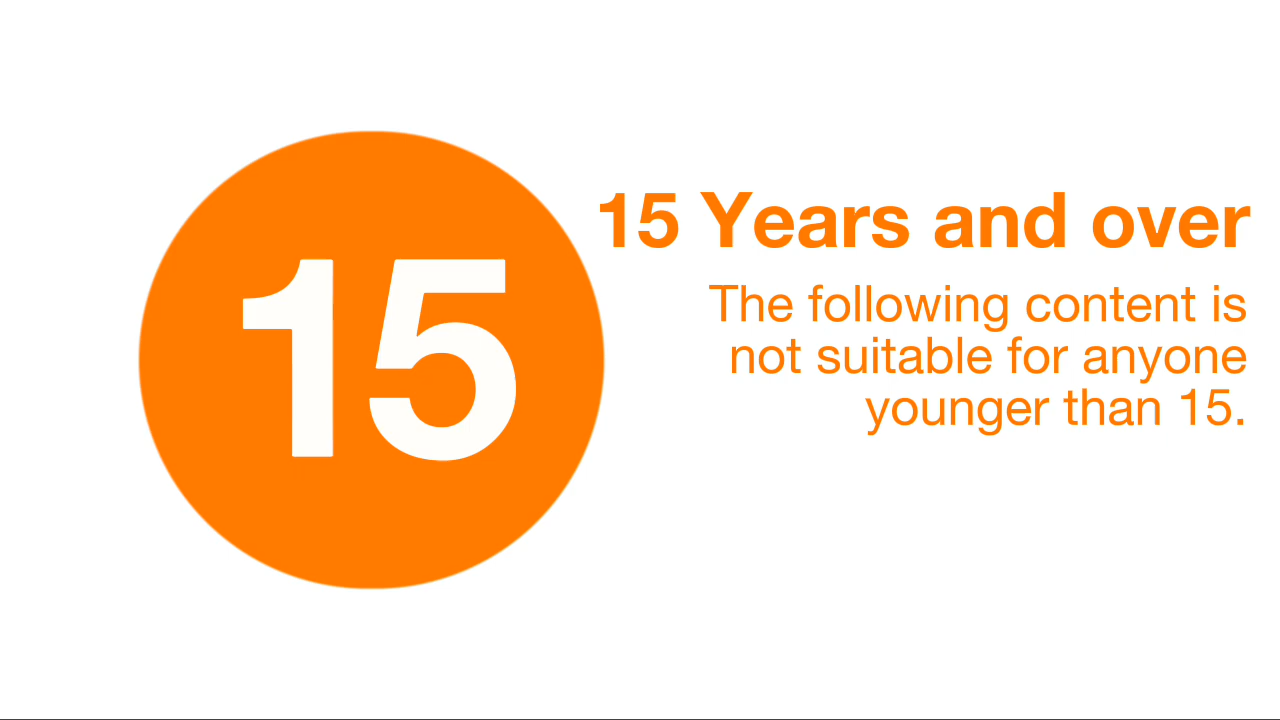 15
15 Years and over
The following content is
not suitable for anyone
younger than 15.